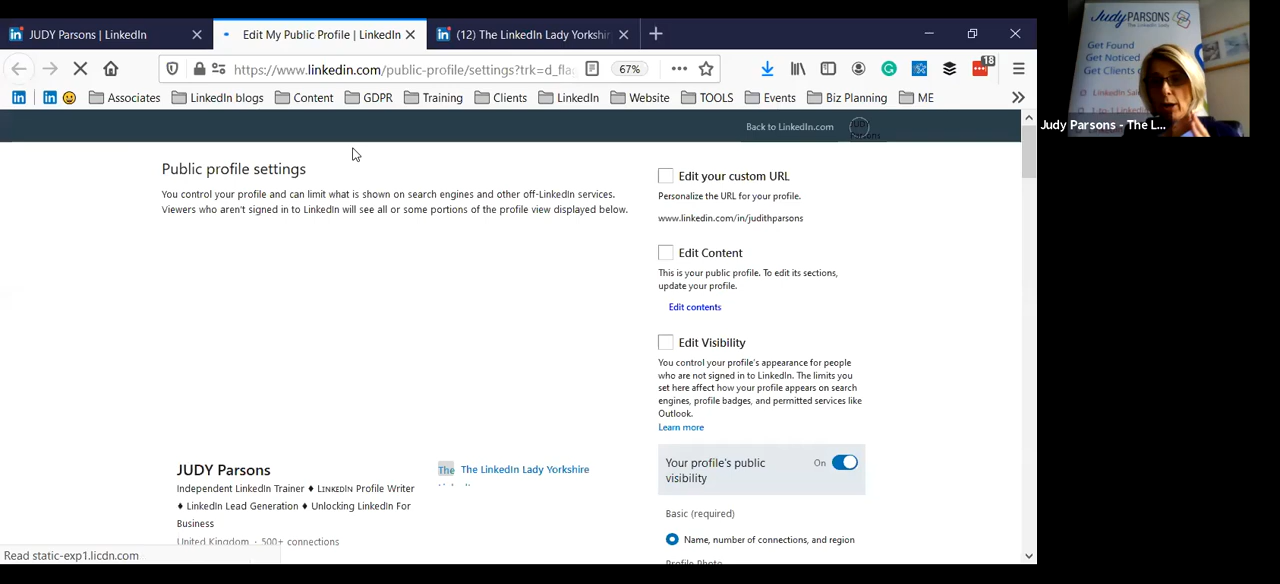 JUDY Parsons | LinkedIn
Edit My Public Profile | LinkedIn
(12) The LinkedIn Lady Yorkshir
https://www.linkedin.com/public-profile/settings?trk=d_fla
67%
18
Associates
LinkedIn blogs
Content
GDPR
Training
Clients
LinkedIn
Website
TOOLS
Events
Biz Planning
ME
Back to LinkedIn.com
JUDY
Parsons
Public profile settings
You control your profile and can limit what is shown on search engines and other off-LinkedIn services.
Viewers who aren't signed in to LinkedIn will see all or some portions of the profile view displayed below.
Edit your custom URL
Personalize the URL for your profile.
www.linkedin.com/in/judithparsons
Edit Content
This is your public profile. To edit its sections,
update your profile.
Edit contents
Edit Visibility
You control your profile's appearance for people
who are not signed in to LinkedIn. The limits you
set here affect how your profile appears on search
engines, profile badges, and permitted services like
Outlook.
Learn more
Your profile's public
visibility
On
Basic (required)
Name, number of connections, and region
Profile Photo
JUDY Parsons
Independent LinkedIn Trainer ♦ LɪɴᴋᴇᴅIɴ Profile Writer
♦ LinkedIn Lead Generation ♦ Unlocking LinkedIn For
Business
United Kingdom · 500+ connections
The
The LinkedIn Lady Yorkshire
Read static-exp1.licdn.com
JudyPARSONS
Get Found
Get Noticed
Get Clients
Judy Parsons - The L...